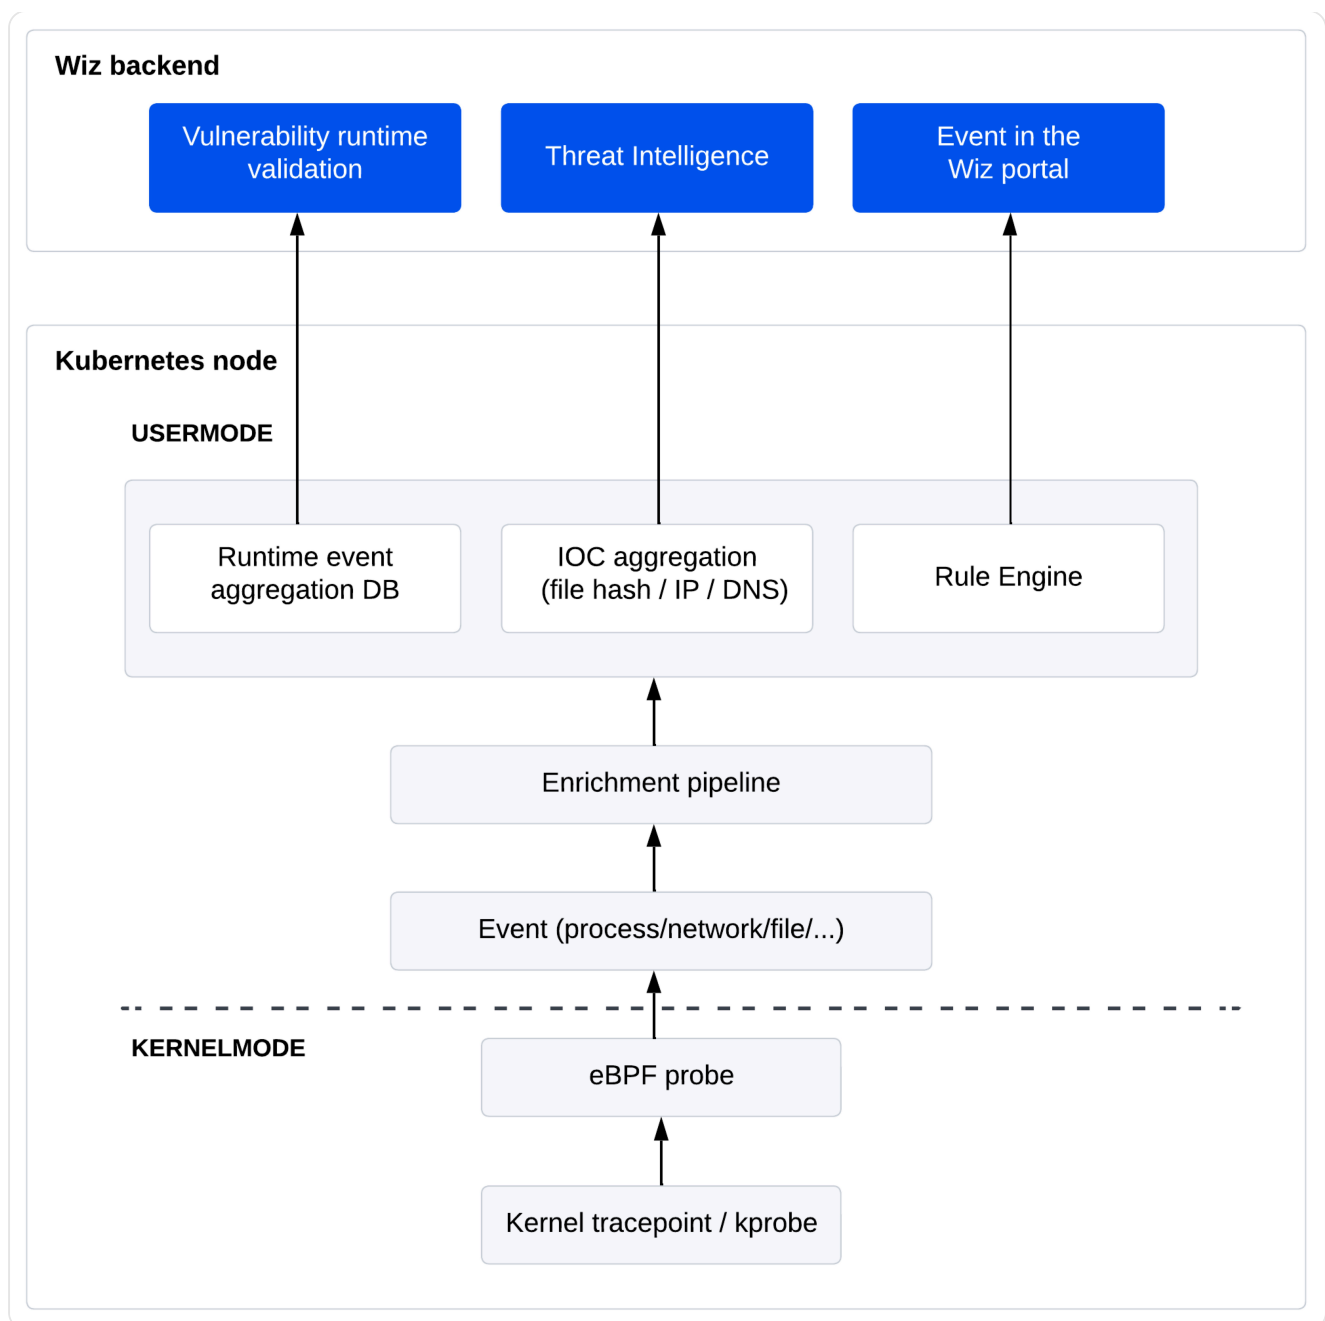 Wiz backend
Vulnerability runtime
validation
Threat Intelligence
Event in the
Wiz portal
Kubernetes node
USERMODE
Runtime event
aggregation DB
IOC aggregation
(file hash / IP / DNS)
Rule Engine
Enrichment pipeline
Event (process/network/file/...)
KERNELMODE
eBPF probe
Kernel tracepoint / kprobe